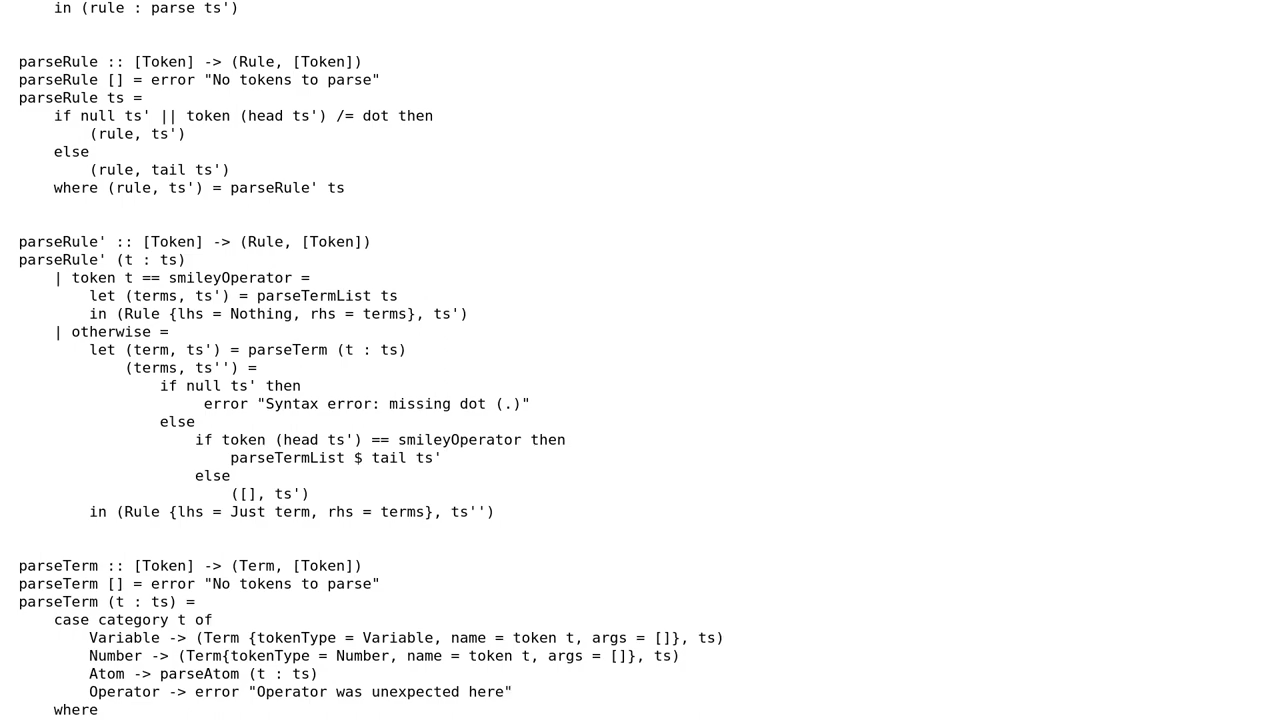 in (rule : parse ts')


parseRule :: [Token] -> (Rule, [Token])
parseRule [] = error "No tokens to parse"
parseRule ts =
    if null ts' || token (head ts') /= dot then
        (rule, ts')
    else
        (rule, tail ts')
    where (rule, ts') = parseRule' ts


parseRule' :: [Token] -> (Rule, [Token])
parseRule' (t : ts)
    | token t == smileyOperator =
        let (terms, ts') = parseTermList ts
        in (Rule {lhs = Nothing, rhs = terms}, ts')
    | otherwise =
        let (term, ts') = parseTerm (t : ts)
            (terms, ts'') =
                if null ts' then
                     error "Syntax error: missing dot (.)"
                else
                    if token (head ts') == smileyOperator then
                        parseTermList $ tail ts'
                    else
                        ([], ts')
        in (Rule {lhs = Just term, rhs = terms}, ts'')


parseTerm :: [Token] -> (Term, [Token])
parseTerm [] = error "No tokens to parse"
parseTerm (t : ts) =
    case category t of
        Variable -> (Term {tokenType = Variable, name = token t, args = []}, ts)
        Number -> (Term{tokenType = Number, name = token t, args = []}, ts)
        Atom -> parseAtom (t : ts)
        Operator -> error "Operator was unexpected here"
    where